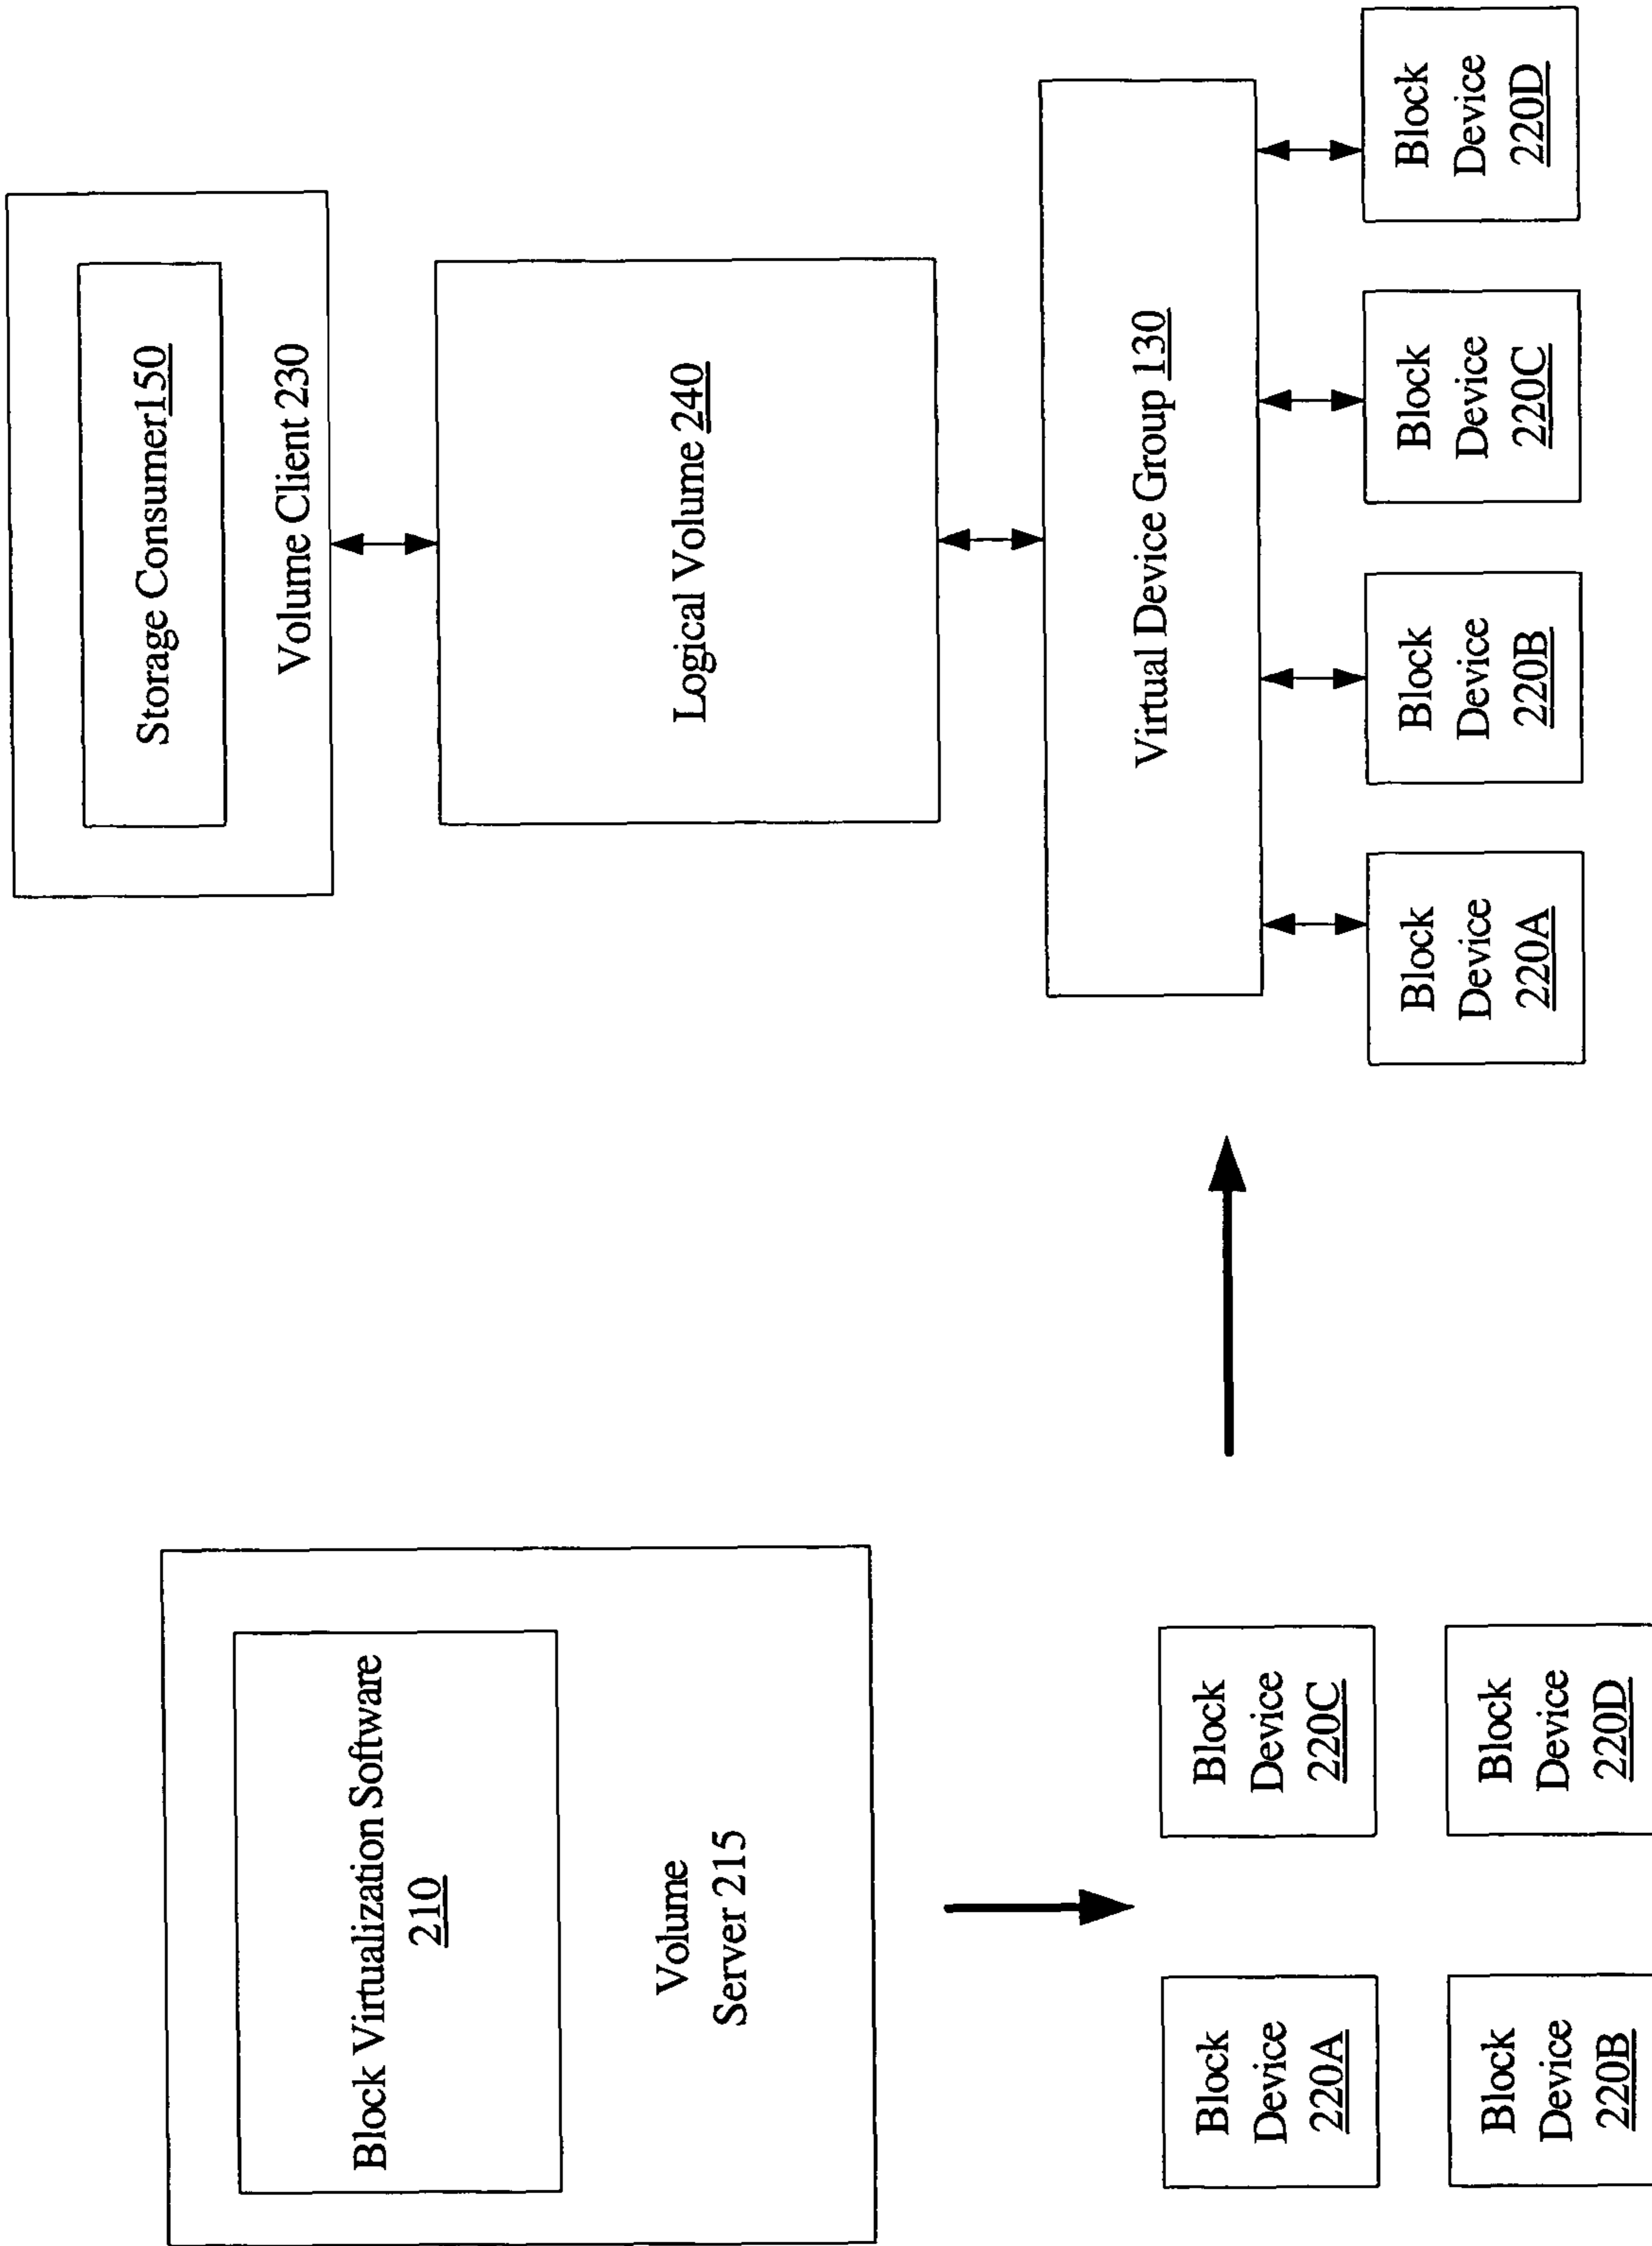 Block Virtualization Software
210
Volume
Server 215
Block
Device
220A
Block
Device
220C
Block
Device
220B
Block
Device
220D
Storage Consumer150
Volume Client 230
Logical Volume 240
Virtual Device Group 130
Block
Device
220A
Block
Device
220B
Block
Device
220C
Block
Device
220D